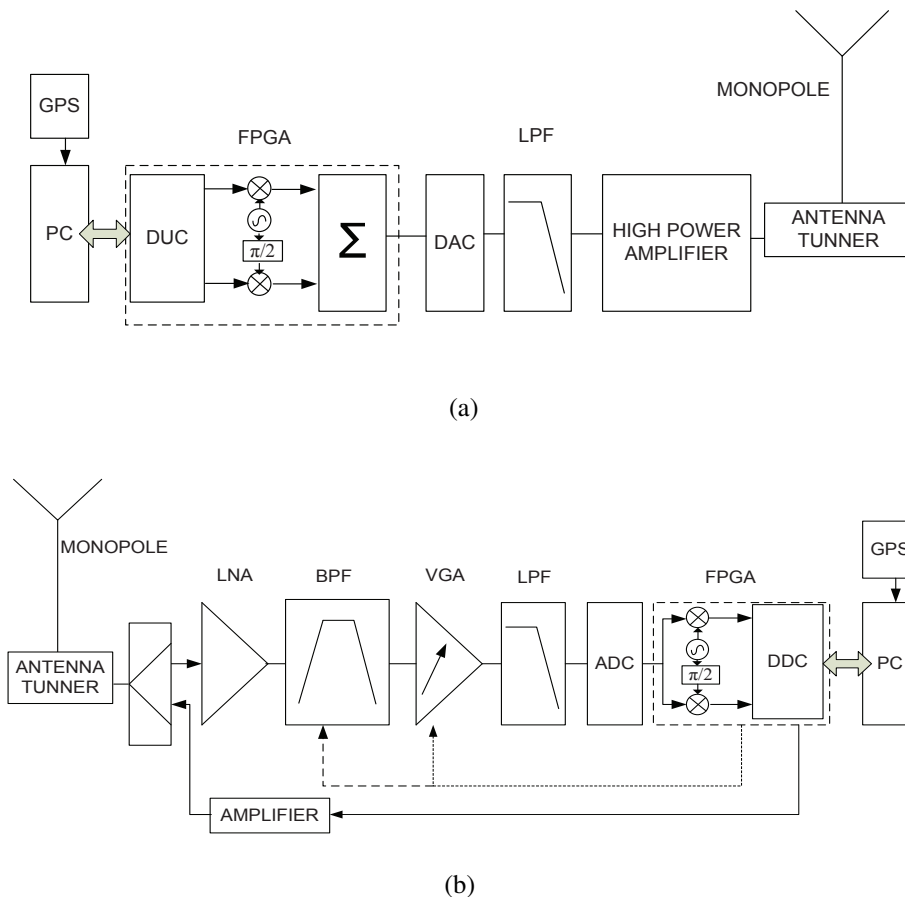 MONOPOLE
GPS
FPGA
LPF
PC
DUC
π/2
Σ
DAC
HIGH POWER
AMPLIFIER
ANTENNA
TUNNER
(a)
MONOPOLE
GPS
LNA
BPF
VGA
LPF
FPGA
ANTENNA
TUNNER
ADC
π/2
DDC
PC
AMPLIFIER
(b)